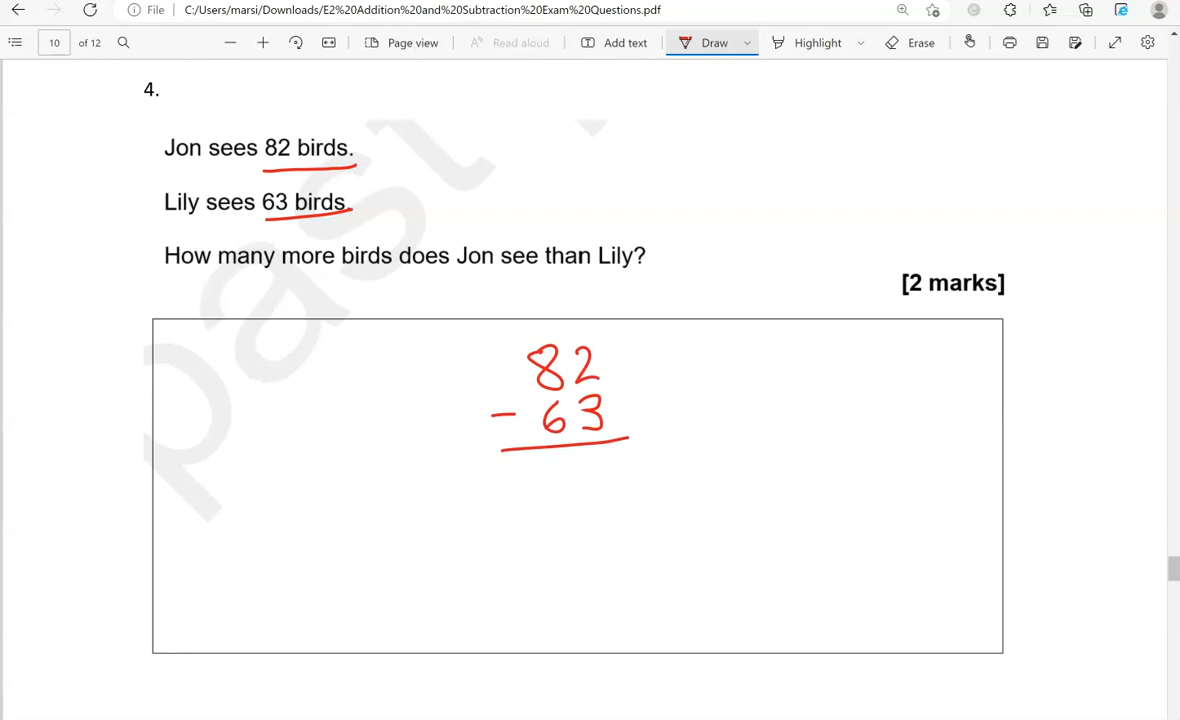 File C:/Users/marsi/Downloads/E2%20Addition%20and%20Subtraction%20Exam%20Questions.pdf
10 of 12 Page view Read aloud Add text Draw Highlight Erase
4.
Jon sees 82 birds.
Lily sees 63 birds.
How many more birds does Jon see than Lily?
[2 marks]
82
- 63
past